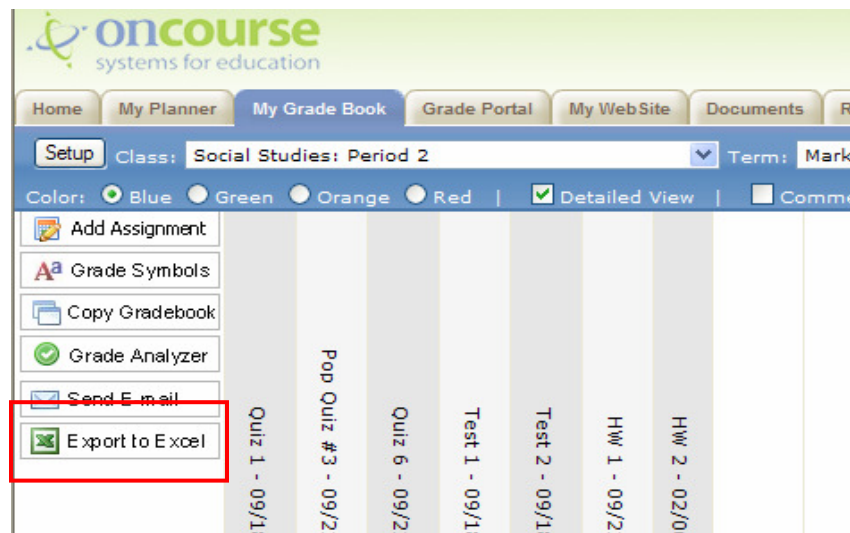 oncourse
systems for education
Home My Planner My Grade Book Grade Portal My WebSite Documents R
Setup Class: Social Studies: Period 2 Term: Mark
Color: Blue Green Orange Red | Detailed View | Comme
Add Assignment
Aa Grade Symbols
Copy Gradebook
Grade Analyzer
Send E-mail
Export to Excel
Quiz 1 - 09/1
Pop Quiz #3 - 09/2
Quiz 6 - 09/2
Test 1 - 09/1
Test 2 - 09/1
HW 1 - 09/2
HW 2 - 02/0